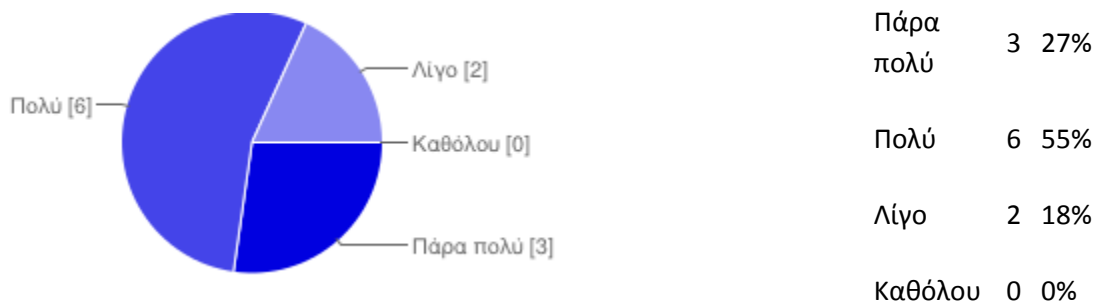 Πολύ [6]
Λίγο [2]
Καθόλου [0]
Πάρα πολύ [3]
Πάρα
πολύ 3 27%
Πολύ 6 55%
Λίγο 2 18%
Καθόλου 0 0%